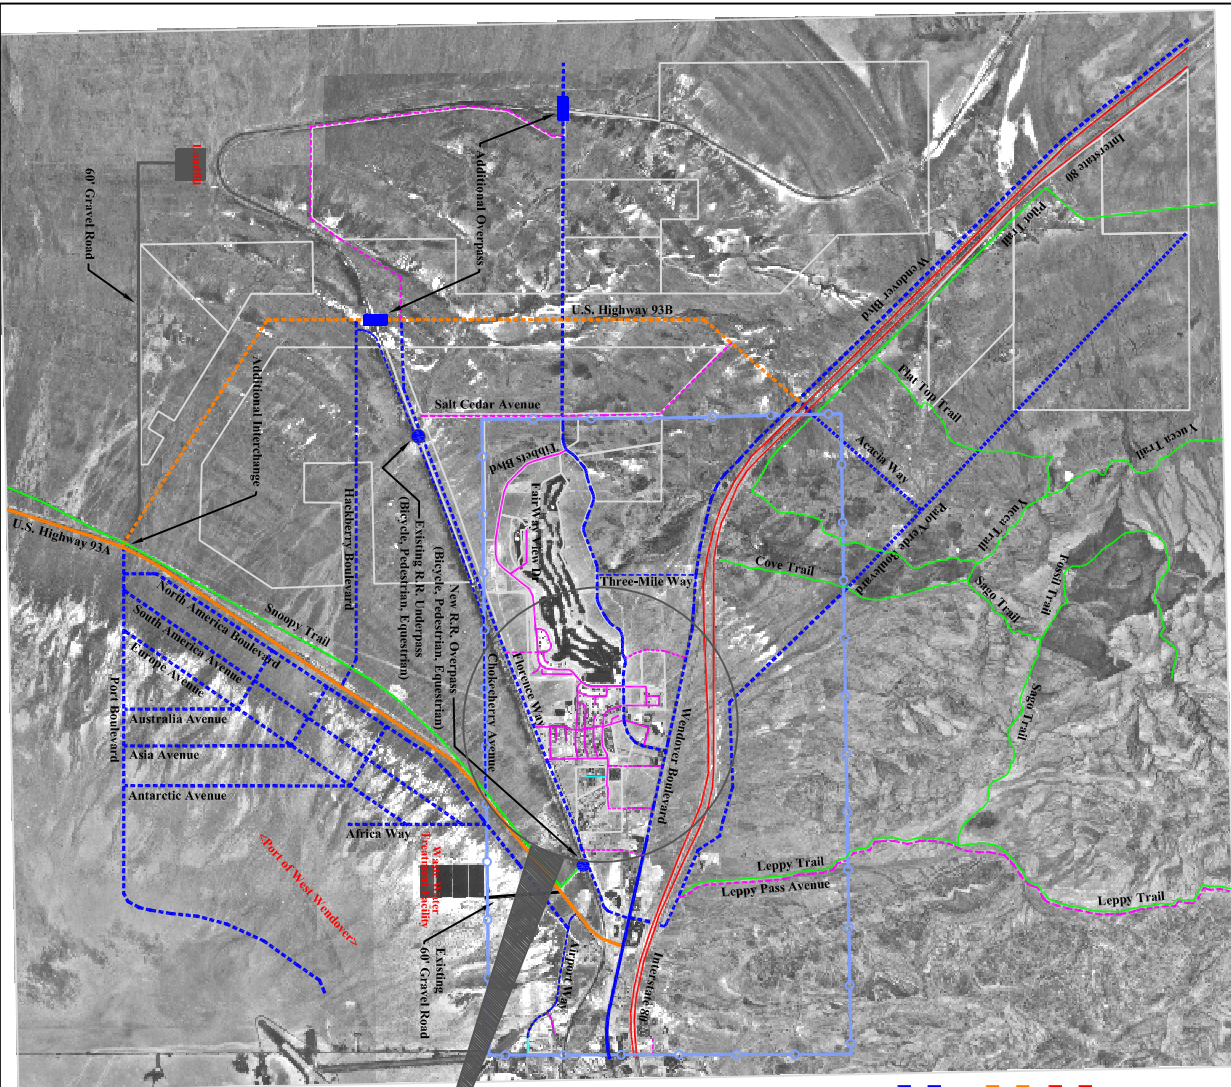 Interstate 80
Pilot Trail
Wendover Blvd
Landfill
60' Gravel Road
Additional Overpass
U.S. Highway 93B
Additional Interchange
Salt Cedar Avenue
Flat Top Trail
Acacia Way
Yucca Trail
Tibbets Blvd
FairWay View Dr
Palo Verde Boulevard
Yucca Trail
Hackberry Boulevard
Existing R.R. Underpass
(Bicycle, Pedestrian, Equestrian)
New R.R. Overpass
(Bicycle, Pedestrian, Equestrian)
U.S. Highway 93A
Three-Mile Way
Cove Trail
Sago Trail
Fossil Trail
North America Boulevard
South America Avenue
Europe Avenue
Snoopy Trail
Port Boulevard
Australia Avenue
Asia Avenue
Antarctic Avenue
Africa Way
Chokecherry Avenue
Florence Way
Wendover Boulevard
Sago Trail
<Port of West Wendover>
Waste Water
Treatment Facility
Leppy Trail
Leppy Pass Avenue
Leppy Trail
Existing
60' Gravel Road
Airport Way
Interstate 80